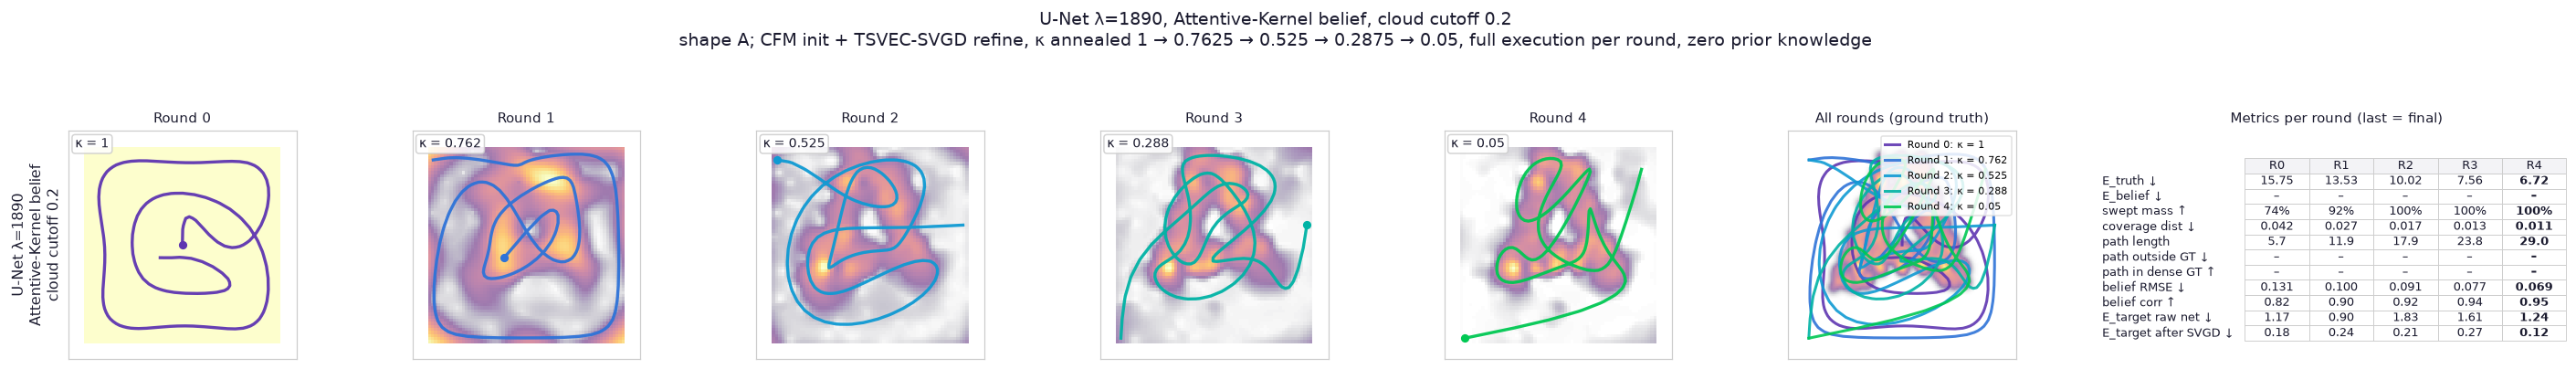 U-Net λ=1890, Attentive-Kernel belief, cloud cutoff 0.2
shape A; CFM init + TSVEC-SVGD refine, κ annealed 1 → 0.7625 → 0.525 → 0.2875 → 0.05, full execution per round, zero prior knowledge
U-Net λ=1890
Attentive-Kernel belief
cloud cutoff 0.2
Round 0
κ = 1
Round 1
κ = 0.762
Round 2
κ = 0.525
Round 3
κ = 0.288
Round 4
κ = 0.05
All rounds (ground truth)
Round 0: κ = 1
Round 1: κ = 0.762
Round 2: κ = 0.525
Round 3: κ = 0.288
Round 4: κ = 0.05
Metrics per round (last = final)
R0 R1 R2 R3 R4
E_truth ↓ 15.75 13.53 10.02 7.56 6.72
E_belief ↓ – – – – –
swept mass ↑ 74% 92% 100% 100% 100%
coverage dist ↓ 0.042 0.027 0.017 0.013 0.011
path length 5.7 11.9 17.9 23.8 29.0
path outside GT ↓ – – – – –
path in dense GT ↑ – – – – –
belief RMSE ↓ 0.131 0.100 0.091 0.077 0.069
belief corr ↑ 0.82 0.90 0.92 0.94 0.95
E_target raw net ↓ 1.17 0.90 1.83 1.61 1.24
E_target after SVGD ↓ 0.18 0.24 0.21 0.27 0.12